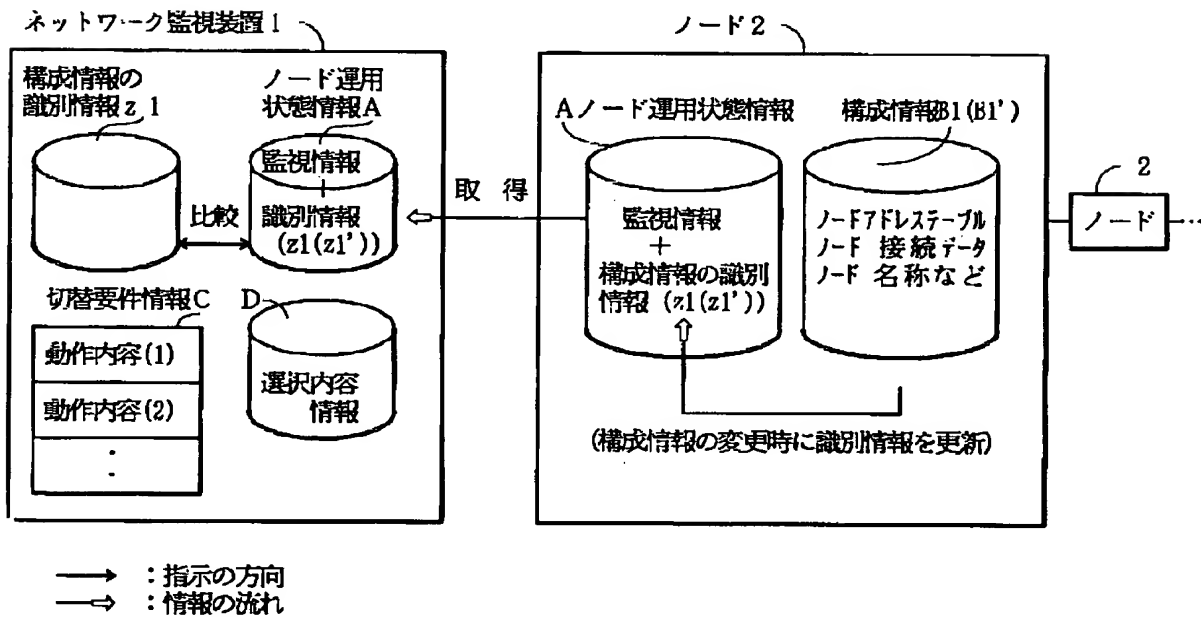 ネットワーク監視装置1
構成情報の
識別情報z1
ノード運用
状態情報A
監視情報
+
識別情報
(z1(z1'))
比較
切替要件情報C
動作内容(1)
動作内容(2)
:
D
選択内容
情報
取 得
ノード2
Aノード運用状態情報
監視情報
+
構成情報の識別
情報 (z1(z1'))
構成情報B1(B1')
ノードアドレステーブル
ノード 接続データ
ノード 名称など
(構成情報の変更時に識別情報を更新)
2
ノード
…
:指示の方向
:情報の流れ